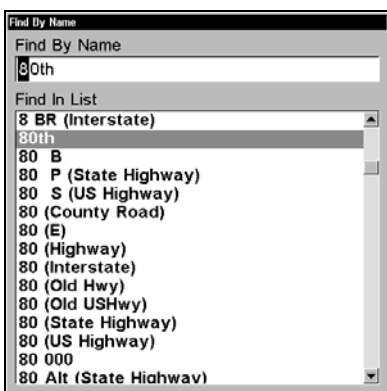 Find By Name
Find By Name
80th
Find In List
8 BR (Interstate)
80th
80 B
80 P (State Highway)
80 S (US Highway)
80 (County Road)
80 (E)
80 (Highway)
80 (Interstate)
80 (Old Hwy)
80 (Old USHwy)
80 (State Highway)
80 (US Highway)
80 000
80 Alt (State Highway)